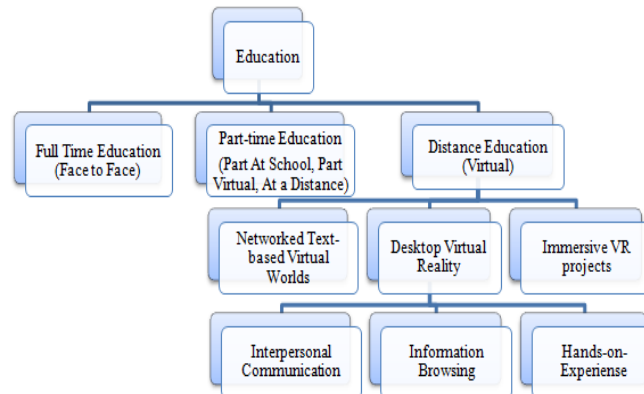 Education
Full Time Education
(Face to Face)
Part-time Education
(Part At School, Part
Virtual, At a Distance)
Distance Education
(Virtual)
Networked Text-
based Virtual
Worlds
Desktop Virtual
Reality
Immersive VR
projects
Interpersonal
Communication
Information
Browsing
Hands-on-
Experiense